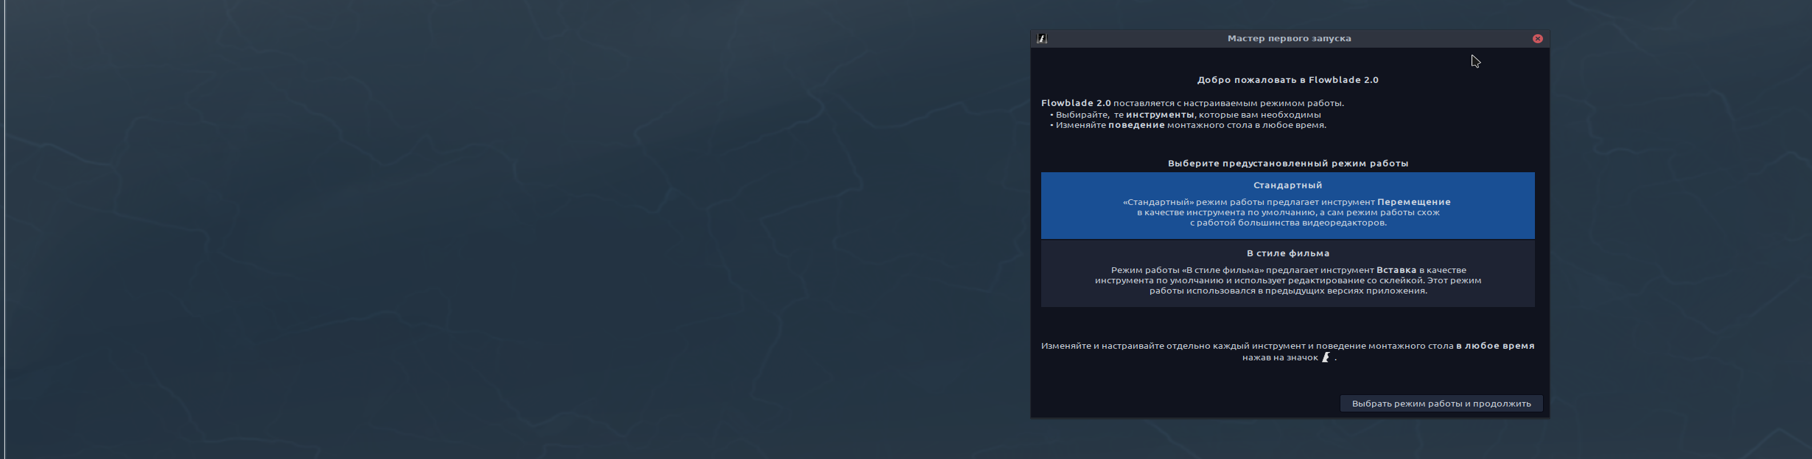 Мастер первого запуска
Добро пожаловать в Flowblade 2.0
Flowblade 2.0 поставляется с настраиваемым режимом работы.
• Выбирайте, те инструменты, которые вам необходимы
• Изменяйте поведение монтажного стола в любое время.
Выберите предустановленный режим работы
Стандартный
«Стандартный» режим работы предлагает инструмент Перемещение
в качестве инструмента по умолчанию, а сам режим работы схож
с работой большинства видеоредакторов.
В стиле фильма
Режим работы «В стиле фильма» предлагает инструмент Вставка в качестве
инструмента по умолчанию и использует редактирование со склейкой. Этот режим
работы использовался в предыдущих версиях приложения.
Изменяйте и настраивайте отдельно каждый инструмент и поведение монтажного стола в любое время
нажав на значок .
Выбрать режим работы и продолжить